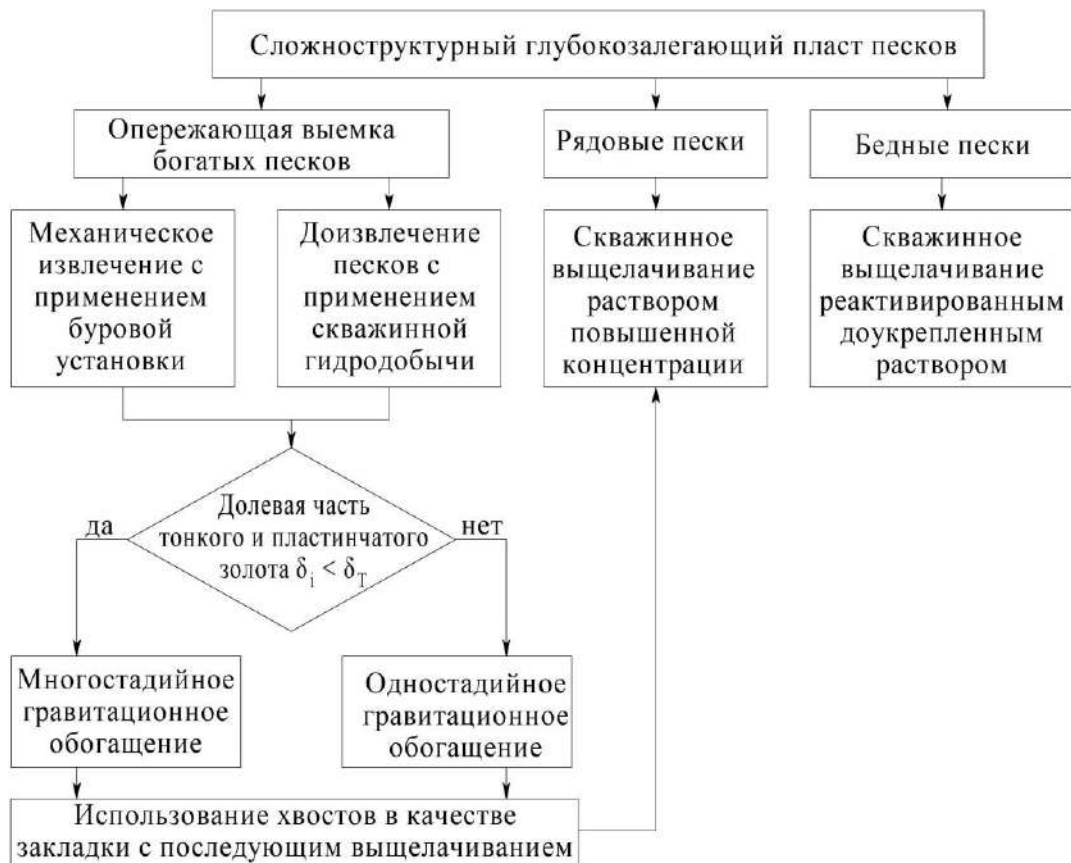 Сложноструктурный глубокозалегающий пласт песков
Опережающая выемка
богатых песков
Рядовые пески
Бедные пески
Механическое
извлечение с
применением
буровой
установки
Доизвлечение
песков с
применением
скважинной
гидродобычи
Скважинное
выщелачивание
раствором
повышенной
концентрации
Скважинное
выщелачивание
реактивированным
доукрепленным
раствором
Долевая часть
тонкого и пластинчатого
золота δi < δT
да
нет
Многостадийное
гравитационное
обогащение
Одностадийное
гравитационное
обогащение
Использование хвостов в качестве
закладки с последующим выщелачиванием